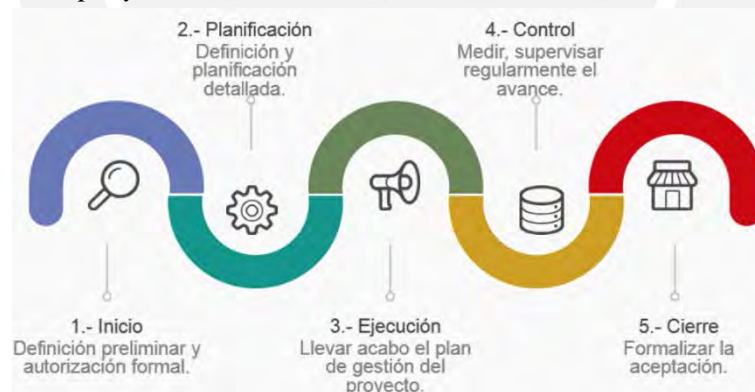 1.- Inicio
Definición preliminar y
autorización formal.
2.- Planificación
Definición y
planificación
detallada.
3.- Ejecución
Llevar acabo el plan
de gestión del
proyecto.
4.- Control
Medir, supervisar
regularmente el
avance.
5.- Cierre
Formalizar la
aceptación.